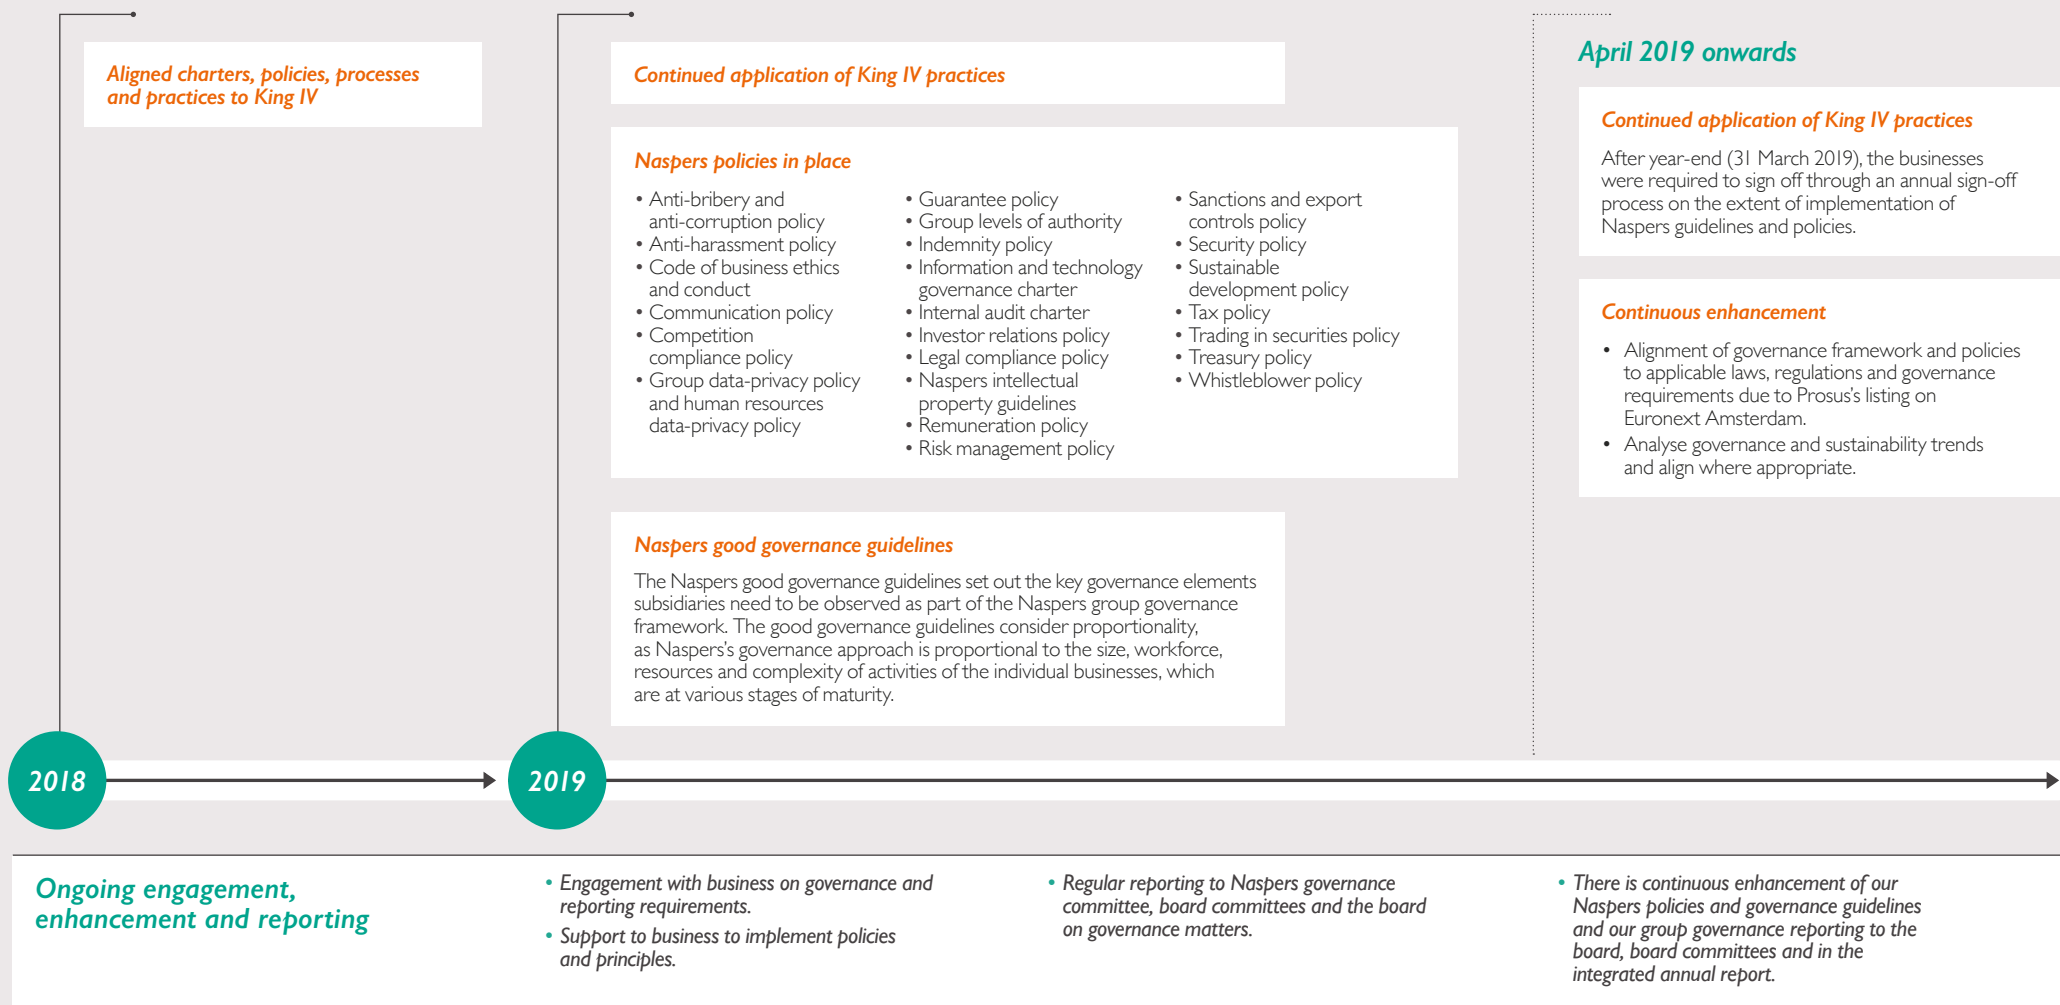 Aligned charters, policies, processes
and practices to King IV
Continued application of King IV practices
Naspers policies in place
• Anti-bribery and
anti-corruption policy
• Anti-harassment policy
• Code of business ethics
and conduct
• Communication policy
• Competition
compliance policy
• Group data-privacy policy
and human resources
data-privacy policy
• Guarantee policy
• Group levels of authority
• Indemnity policy
• Information and technology
governance charter
• Internal audit charter
• Investor relations policy
• Legal compliance policy
• Naspers intellectual
property guidelines
• Remuneration policy
• Risk management policy
• Sanctions and export
controls policy
• Security policy
• Sustainable
development policy
• Tax policy
• Trading in securities policy
• Treasury policy
• Whistleblower policy
Naspers good governance guidelines
The Naspers good governance guidelines set out the key governance elements
subsidiaries need to be observed as part of the Naspers group governance
framework. The good governance guidelines consider proportionality,
as Naspers's governance approach is proportional to the size, workforce,
resources and complexity of activities of the individual businesses, which
are at various stages of maturity.
April 2019 onwards
Continued application of King IV practices
After year-end (31 March 2019), the businesses
were required to sign off through an annual sign-off
process on the extent of implementation of
Naspers guidelines and policies.
Continuous enhancement
• Alignment of governance framework and policies
to applicable laws, regulations and governance
requirements due to Prosus's listing on
Euronext Amsterdam.
• Analyse governance and sustainability trends
and align where appropriate.
2018
2019
Ongoing engagement,
enhancement and reporting
• Engagement with business on governance and
reporting requirements.
• Support to business to implement policies
and principles.
• Regular reporting to Naspers governance
committee, board committees and the board
on governance matters.
• There is continuous enhancement of our
Naspers policies and governance guidelines
and our group governance reporting to the
board, board committees and in the
integrated annual report.